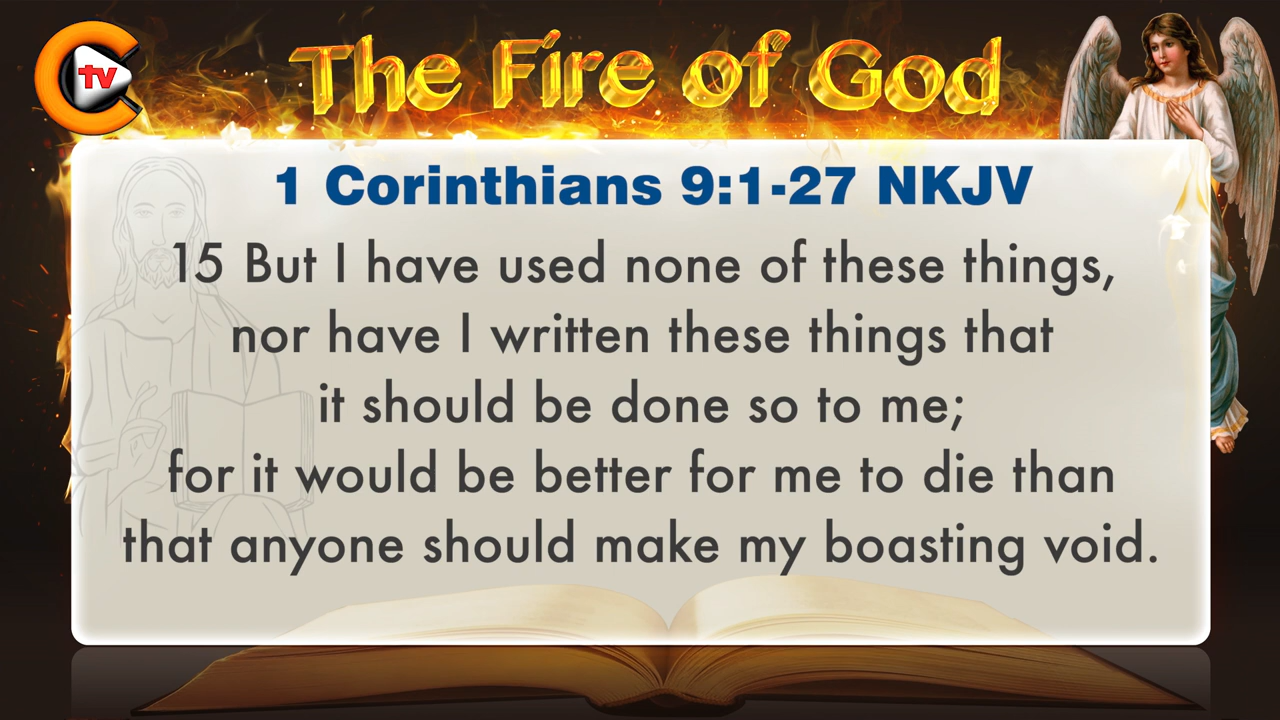 tv
The Fire of God
1 Corinthians 9:1-27 NKJV
15 But I have used none of these things,
nor have I written these things that
it should be done so to me;
for it would be better for me to die than
that anyone should make my boasting void.